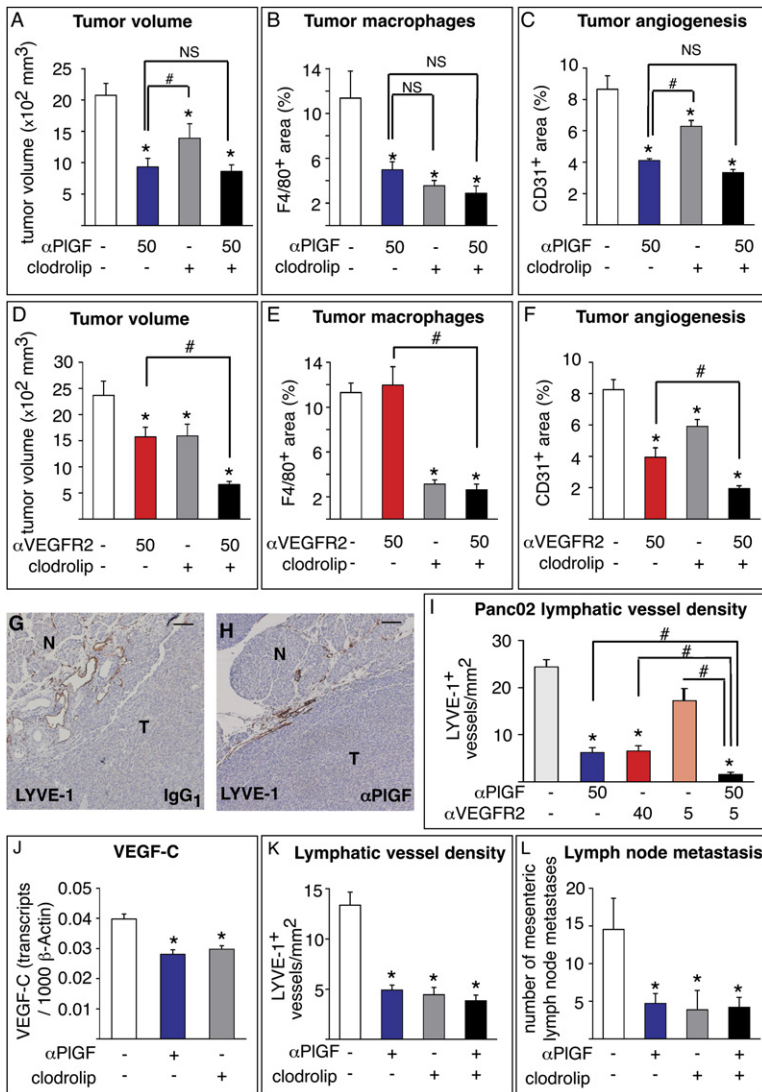 A Tumor volume
tumor volume (x10² mm³)
20
15
10
5
NS
#
*
*
*
αPlGF - 50 - 50
clodrolip - - + +
B Tumor macrophages
F4/80⁺ area (%)
14
10
6
2
NS
NS
*
*
*
αPlGF - 50 - 50
clodrolip - - + +
C Tumor angiogenesis
CD31⁺ area (%)
8
6
4
2
NS
#
*
*
*
αPlGF - 50 - 50
clodrolip - - + +
D Tumor volume
tumor volume (x10² mm³)
30
25
20
15
10
5
#
*
*
*
αVEGFR2 - 50 - 50
clodrolip - - + +
E Tumor macrophages
F4/80⁺ area (%)
14
10
6
2
#
*
*
αVEGFR2 - 50 - 50
clodrolip - - + +
F Tumor angiogenesis
CD31⁺ area (%)
8
6
4
2
#
*
*
*
αVEGFR2 - 50 - 50
clodrolip - - + +
G
N
T
LYVE-1 IgG₁
H
N
T
LYVE-1 αPlGF
I Panc02 lymphatic vessel density
LYVE-1⁺
vessels/mm²
30
20
10
#
#
#
*
*
*
αPlGF - 50 - - 50
αVEGFR2 - - 40 5 5
J VEGF-C
VEGF-C (transcripts
/ 1000 β-Actin)
0.05
0.04
0.03
0.02
0.01
*
*
αPlGF - + -
clodrolip - - +
K Lymphatic vessel density
LYVE-1⁺
vessels/mm²
15
10
5
*
*
*
αPlGF - + - +
clodrolip - - + +
L Lymph node metastasis
number of mesenteric
lymph node metastases
20
15
10
5
*
*
*
αPlGF - + - +
clodrolip - - + +